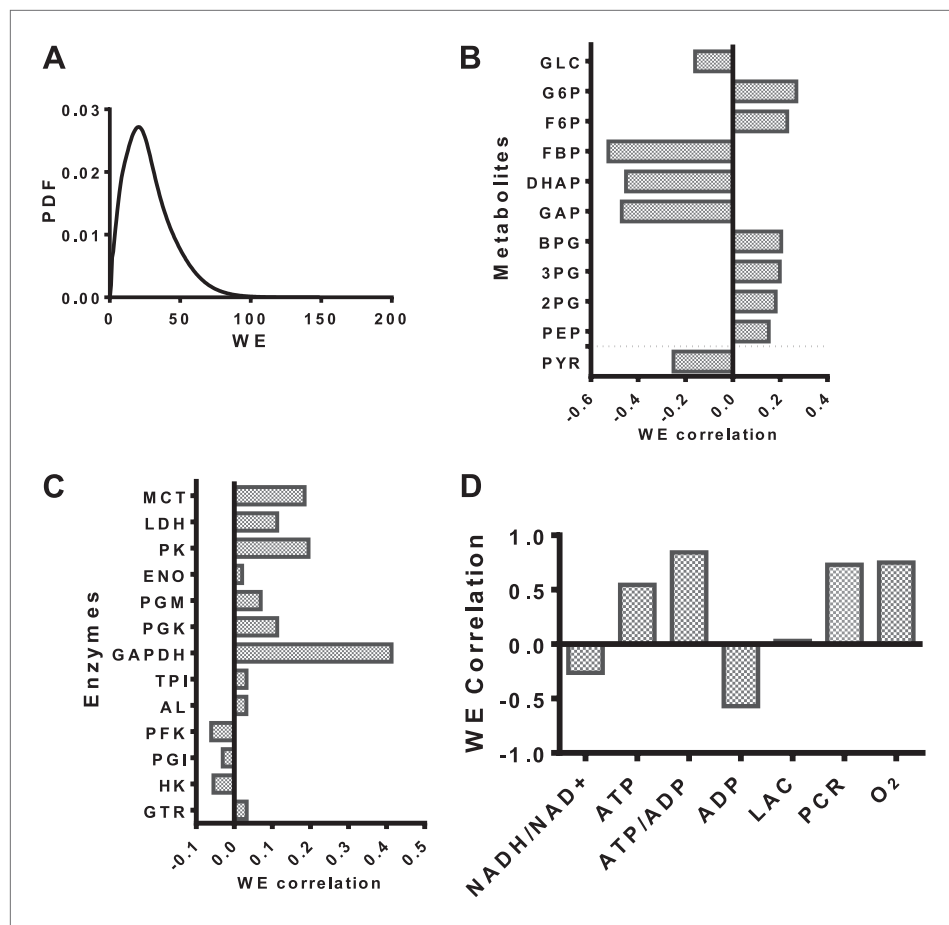 A
PDF
0.03
0.02
0.01
0.00
0 50 100 150 200
WE
B
Metabolites
GLC
G6P
F6P
FBP
DHAP
GAP
BPG
3PG
2PG
PEP
PYR
-0.6 -0.4 -0.2 0.0 0.2 0.4
WE correlation
C
Enzymes
MCT
LDH
PK
ENO
PGM
PGK
GAPDH
TPI
AL
PFK
PGI
HK
GTR
-0.1 0.0 0.1 0.2 0.3 0.4 0.5
WE correlation
D
WE Correlation
1.0
0.5
0.0
-0.5
-1.0
NADH/NAD+ ATP ATP/ADP ADP LAC PCR O2